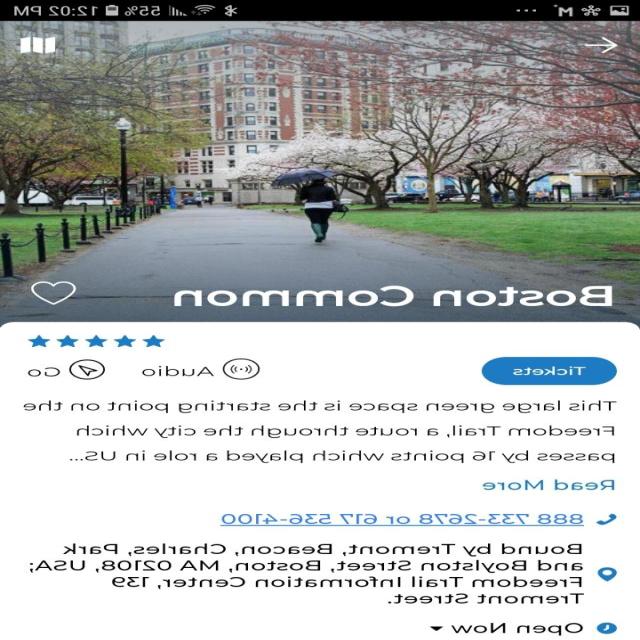 12:02 PM 55%
Boston Common
Tickets
Audio
Go
This large green space is the starting point on the
Freedom Trail, a route through the city which
passes by 16 points which played a role in US...
Read More
888 733-2678 or 617 536-4100
Bound by Tremont, Beacon, Charles, Park
and Boylston Street, Boston, MA 02108, USA;
Freedom Trail Information Center, 139
Tremont Street.
Open Now